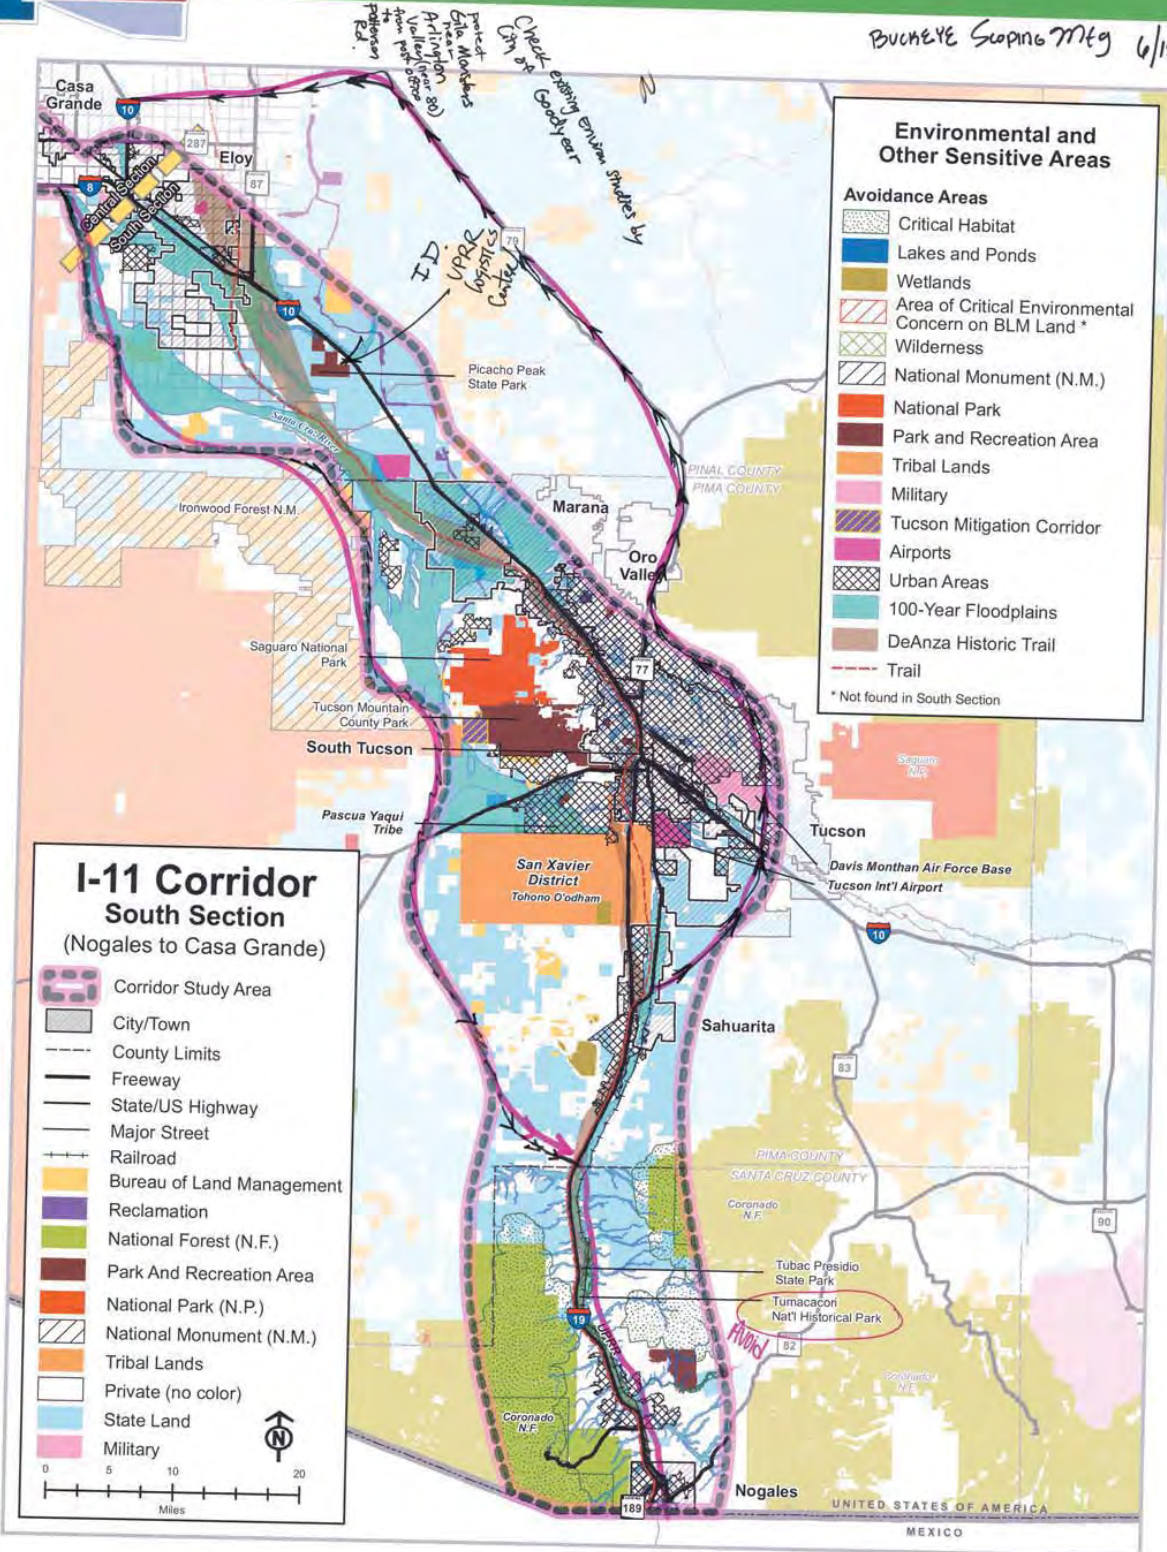 BUCKEYE Scoping Mtg 6/1
Check existing environ studies by
City of Goodyear
protect
Gila Monsters
near
Arlington
Valley (near 80)
from post office
to
Patterson
Rd.
I.D.
UPRR
Logistics
Center
Casa
Grande
10
287
Eloy
87
8
Central Section
South Section
79
10
Picacho Peak
State Park
Santa Cruz River
PINAL COUNTY
PIMA COUNTY
Ironwood Forest N.M.
Marana
Oro
Valley
Saguaro National
Park
77
Tucson Mountain
County Park
South Tucson
Saguaro
N.P.
Pascua Yaqui
Tribe
Tucson
San Xavier
District
Tohono O'odham
Davis Monthan Air Force Base
Tucson Int'l Airport
10
Sahuarita
83
PIMA COUNTY
SANTA CRUZ COUNTY
Coronado
N.F.
90
Tubac Presidio
State Park
Tumacacori
Nat'l Historical Park
Avoid
82
19
UPRR
Coronado
N.F.
Coronado
N.F.
Nogales
189
UNITED STATES OF AMERICA
MEXICO
Environmental and
Other Sensitive Areas
Avoidance Areas
Critical Habitat
Lakes and Ponds
Wetlands
Area of Critical Environmental
Concern on BLM Land *
Wilderness
National Monument (N.M.)
National Park
Park and Recreation Area
Tribal Lands
Military
Tucson Mitigation Corridor
Airports
Urban Areas
100-Year Floodplains
DeAnza Historic Trail
Trail
* Not found in South Section
I-11 Corridor
South Section
(Nogales to Casa Grande)
Corridor Study Area
City/Town
County Limits
Freeway
State/US Highway
Major Street
Railroad
Bureau of Land Management
Reclamation
National Forest (N.F.)
Park And Recreation Area
National Park (N.P.)
National Monument (N.M.)
Tribal Lands
Private (no color)
State Land
Military
N
0 5 10 20
Miles